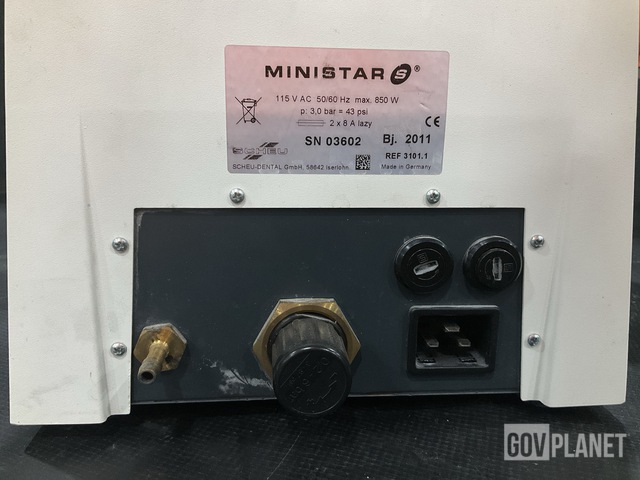 MINISTAR S®
115 V AC 50/60 Hz max. 850 W
p: 3,0 bar = 43 psi
2 x 8 A lazy
CE
SN 03602 Bj. 2011
SCHEU REF 3101.1
SCHEU-DENTAL GmbH, 58642 Iserlohn Made in Germany
GOVPLANET